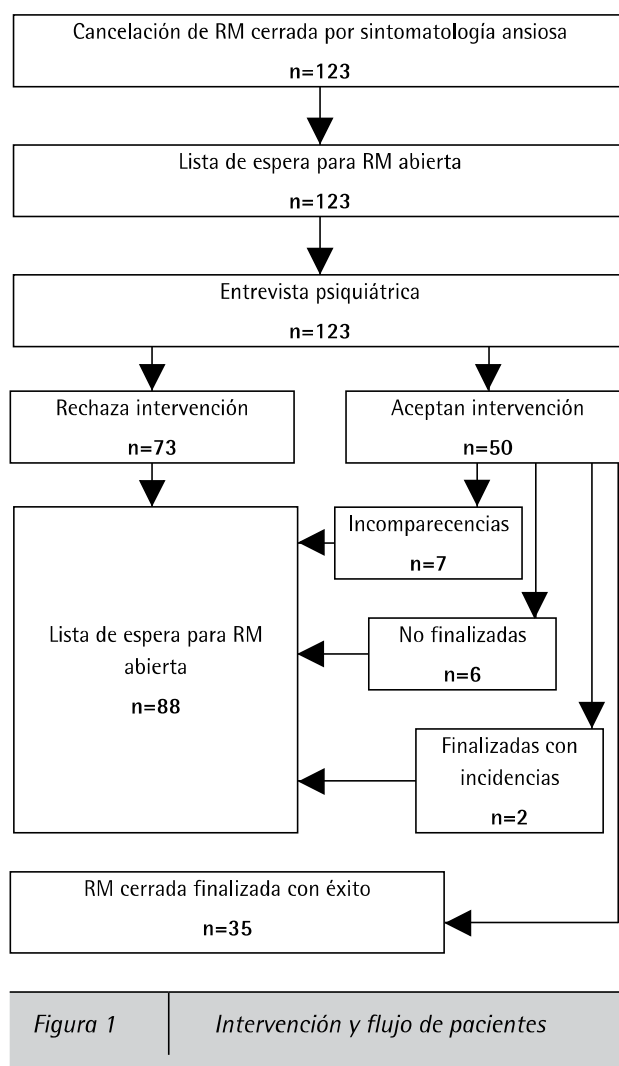 Cancelación de RM cerrada por sintomatología ansiosa
n=123
Lista de espera para RM abierta
n=123
Entrevista psiquiátrica
n=123
Rechaza intervención
n=73
Aceptan intervención
n=50
Incomparecencias
n=7
Lista de espera para RM
abierta
n=88
No finalizadas
n=6
Finalizadas con
incidencias
n=2
RM cerrada finalizada con éxito
n=35
Figura 1 Intervención y flujo de pacientes